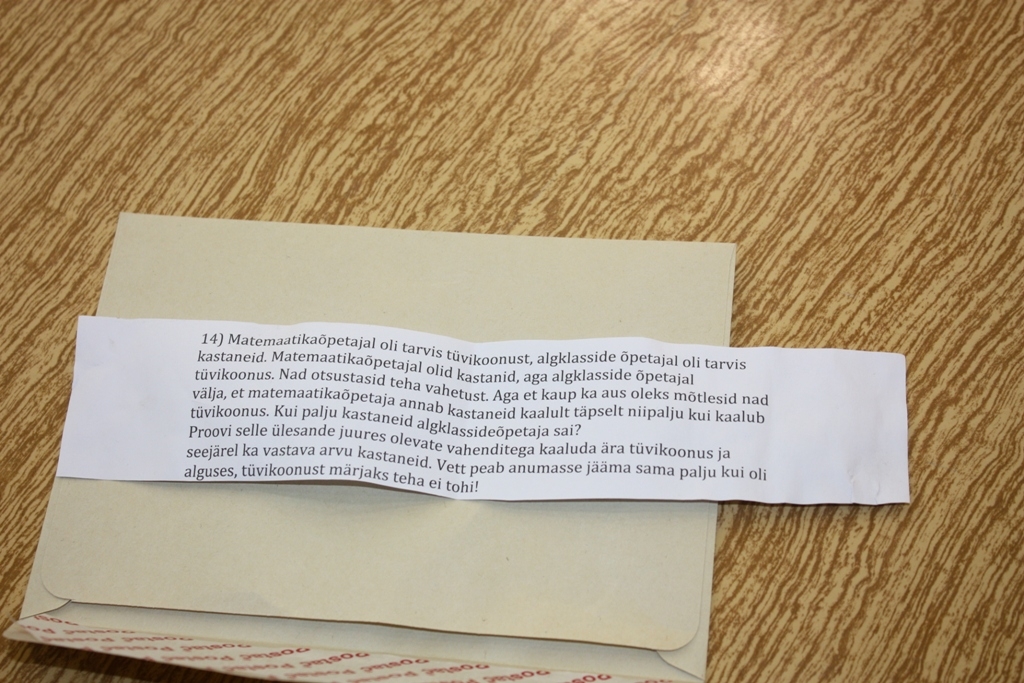 14) Matemaatikaõpetajal oli tarvis tüvikoonust, algklasside õpetajal oli tarvis
kastaneid. Matemaatikaõpetajal olid kastanid, aga algklasside õpetajal
tüvikoonus. Nad otsustasid teha vahetust. Aga et kaup ka aus oleks mõtlesid nad
välja, et matemaatikaõpetaja annab kastaneid kaalult täpselt niipalju kui kaalub
tüvikoonus. Kui palju kastaneid algklassideõpetaja sai?
Proovi selle ülesande juures olevate vahenditega kaaluda ära tüvikoonus ja
seejärel ka vastava arvu kastaneid. Vett peab anumasse jääma sama palju kui oli
alguses, tüvikoonust märjaks teha ei tohi!